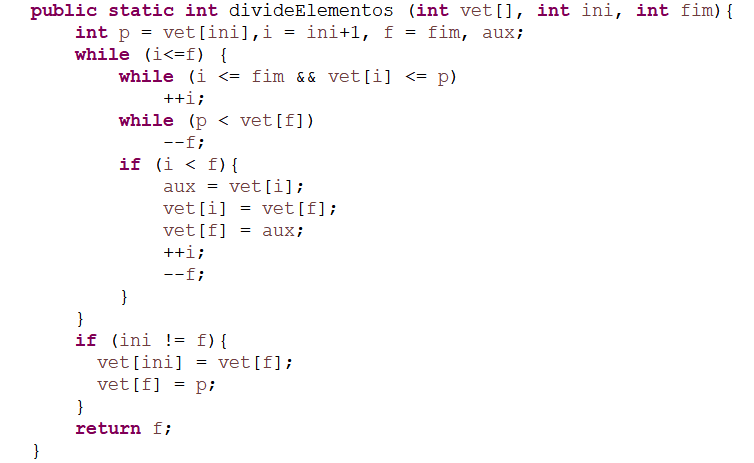 public static int divideElementos (int vet[], int ini, int fim){
int p = vet[ini],i = ini+1, f = fim, aux;
while (i<=f) {
while (i <= fim && vet[i] <= p)
++i;
while (p < vet[f])
--f;
if (i < f){
aux = vet[i];
vet[i] = vet[f];
vet[f] = aux;
++i;
--f;
}
}
if (ini != f){
vet[ini] = vet[f];
vet[f] = p;
}
return f;
}